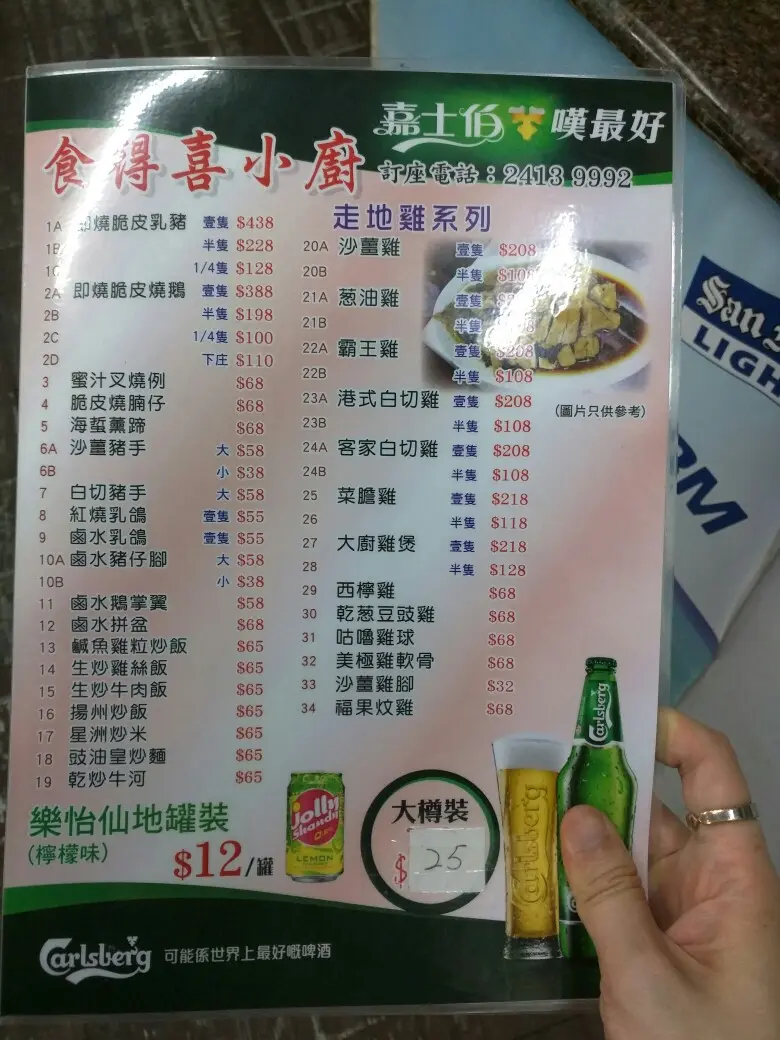 嘉士伯 嘆最好
食得喜小廚
訂座電話：2413 9992
1A 即燒脆皮乳豬 壹隻 $438
1B 半隻 $228
1C 1/4隻 $128
2A 即燒脆皮燒鵝 壹隻 $388
2B 半隻 $198
2C 1/4隻 $100
2D 下庄 $110
3 蜜汁叉燒例 $68
4 脆皮燒腩仔 $68
5 海蜇薰蹄 $68
6A 沙薑豬手 大 $58
6B 小 $38
7 白切豬手 大 $58
8 紅燒乳鴿 壹隻 $55
9 鹵水乳鴿 壹隻 $55
10A 鹵水豬仔腳 大 $58
10B 小 $38
11 鹵水鵝掌翼 $58
12 鹵水拼盆 $68
13 鹹魚雞粒炒飯 $65
14 生炒雞絲飯 $65
15 生炒牛肉飯 $65
16 揚州炒飯 $65
17 星洲炒米 $65
18 豉油皇炒麵 $65
19 乾炒牛河 $65
走地雞系列
20A 沙薑雞 壹隻 $208
20B 半隻 $108
21A 葱油雞 壹隻
21B 半隻
22A 霸王雞 壹隻 $208
22B 半隻 $108
23A 港式白切雞 壹隻 $208
23B 半隻 $108
24A 客家白切雞 壹隻 $208
24B 半隻 $108
25 菜膽雞 壹隻 $218
26 半隻 $118
27 大廚雞煲 壹隻 $218
28 半隻 $128
29 西檸雞 $68
30 乾葱豆豉雞 $68
31 咕嚕雞球 $68
32 美極雞軟骨 $68
33 沙薑雞腳 $32
34 福果炆雞 $68
(圖片只供參考)
樂怡仙地罐裝
(檸檬味)
$12/罐
Jolly
Shandy
LEMON
大樽裝
$ 25
Carlsberg
Carlsberg
Carlsberg 可能係世界上最好嘅啤酒
San
LIGH